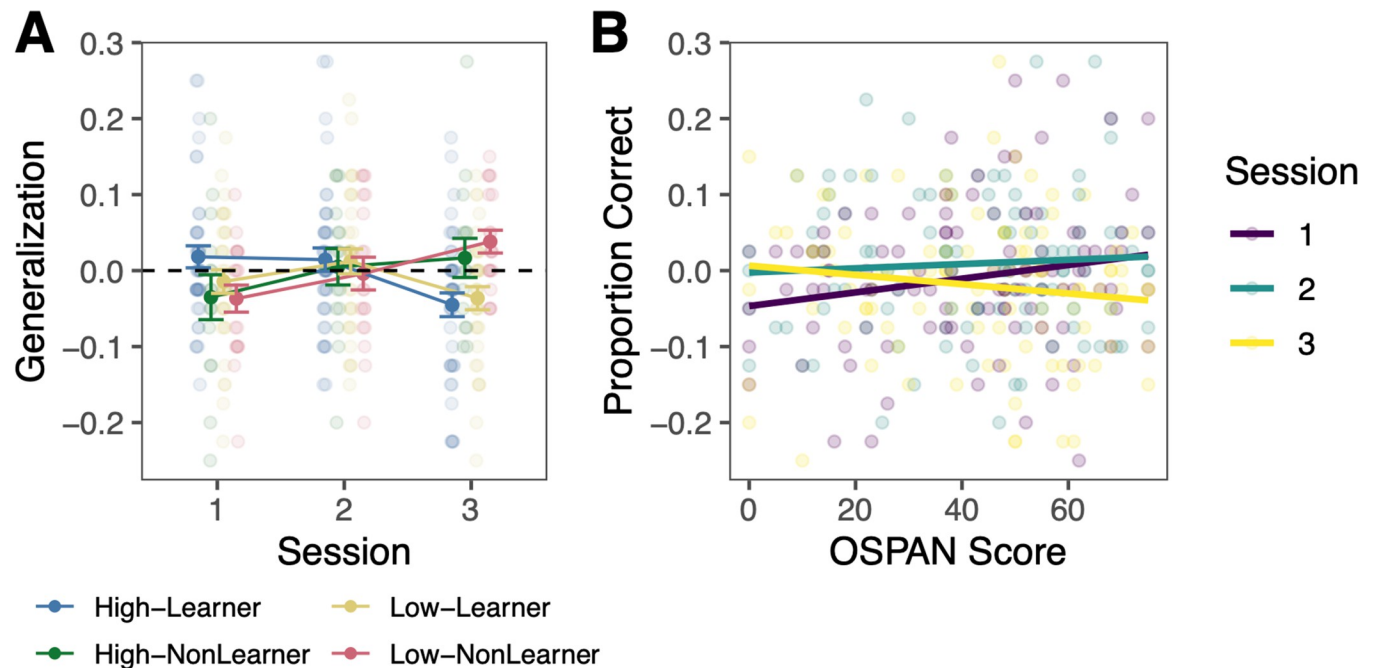 A
0.3
0.2
0.1
0.0
−0.1
−0.2
Generalization
1 2 3
Session
High−Learner
Low−Learner
High−NonLearner
Low−NonLearner
B
0.3
0.2
0.1
0.0
−0.1
−0.2
Proportion Correct
0 20 40 60
OSPAN Score
Session
1
2
3